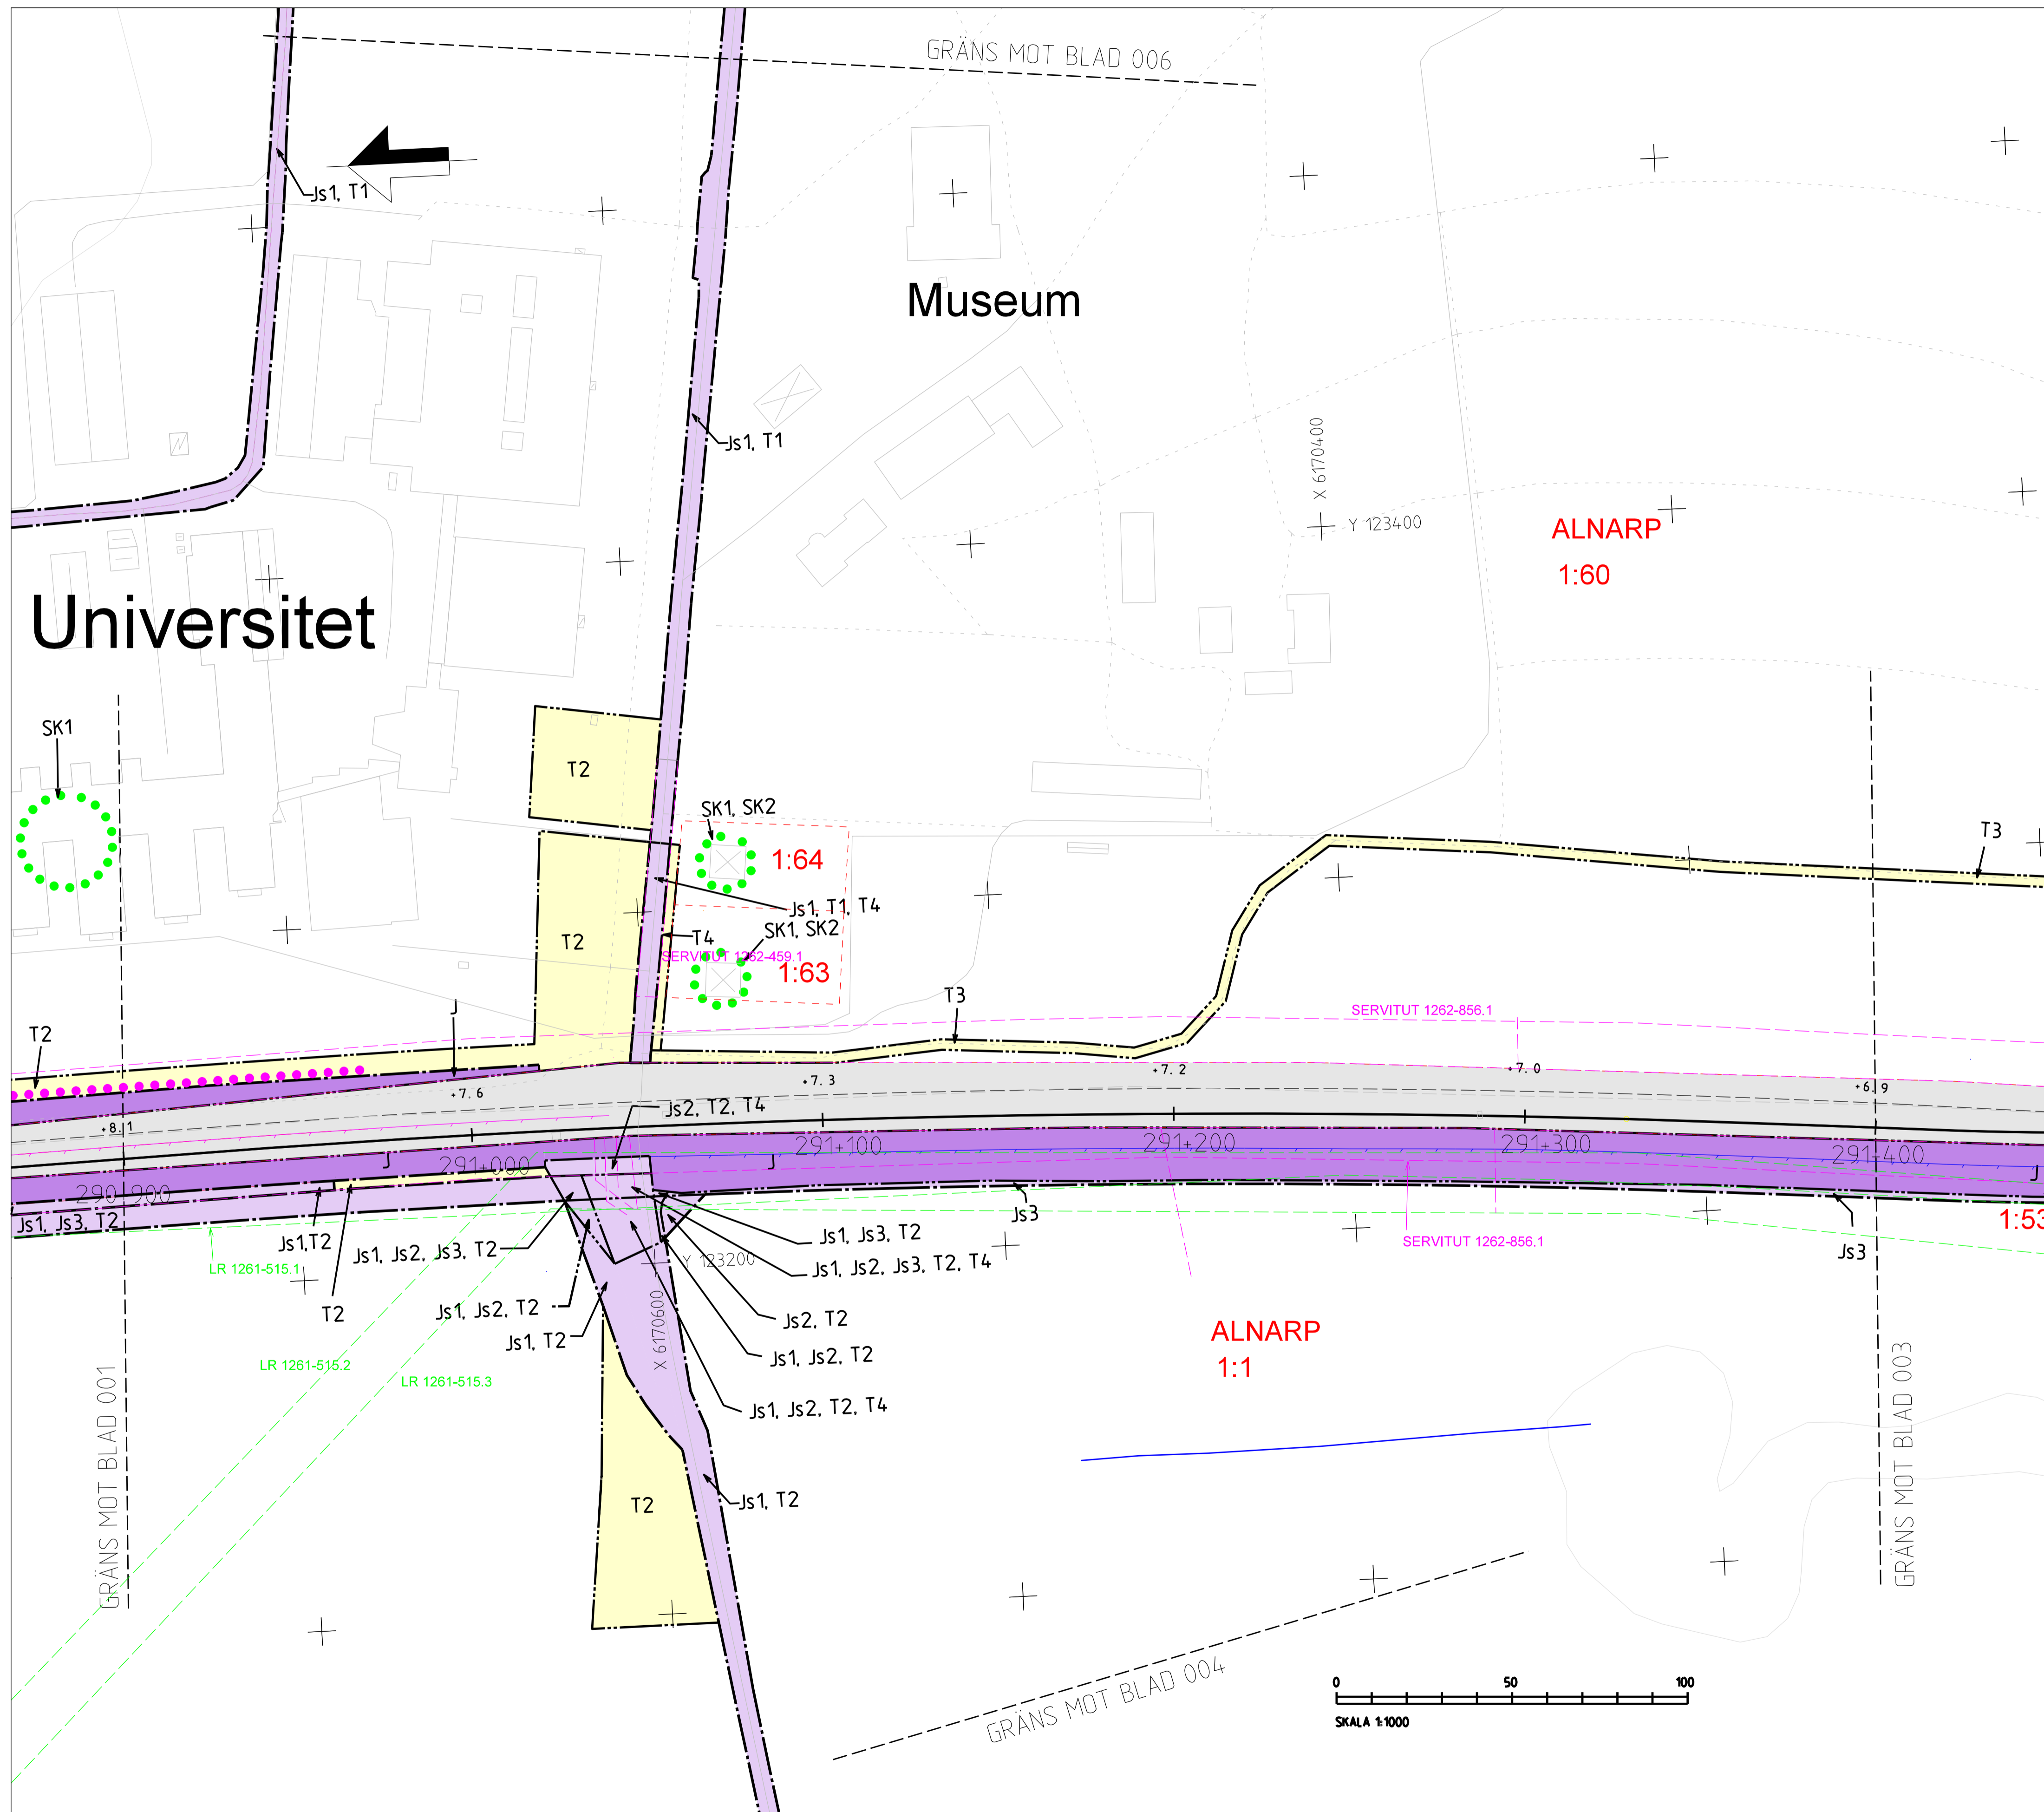 GRÄNS MOT BLAD 006
Js1, T1
Museum
Js1, T1
X 6170400
Y 123400
ALNARP
1:60
Universitet
SK1
T2
SK1, SK2
1:64
T3
Js1, T1, T4
T2
T4
SK1, SK2
SERVITUT 1262-459.1
1:63
T3
J
SERVITUT 1262-856.1
T2
+7.6
+7.3
+7.2
+7.0
+6.9
+8.1
Js2, T2, T4
291+000
291+100
291+200
291+300
291+400
J
J
J
290+900
Js1, Js3, T2
Js1,T2
Js1, Js2, Js3, T2
Js1, Js3, T2
Js3
1:53
Js3
LR 1261-515.1
Y 123200
Js1, Js2, Js3, T2, T4
SERVITUT 1262-856.1
T2
Js1, Js2, T2
Js1, T2
Js2, T2
X 6170600
Js1, Js2, T2
ALNARP
1:1
LR 1261-515.2
LR 1261-515.3
Js1, Js2, T2, T4
GRÄNS MOT BLAD 001
GRÄNS MOT BLAD 003
T2
Js1, T2
GRÄNS MOT BLAD 004
0 50 100
SKALA 1:1000